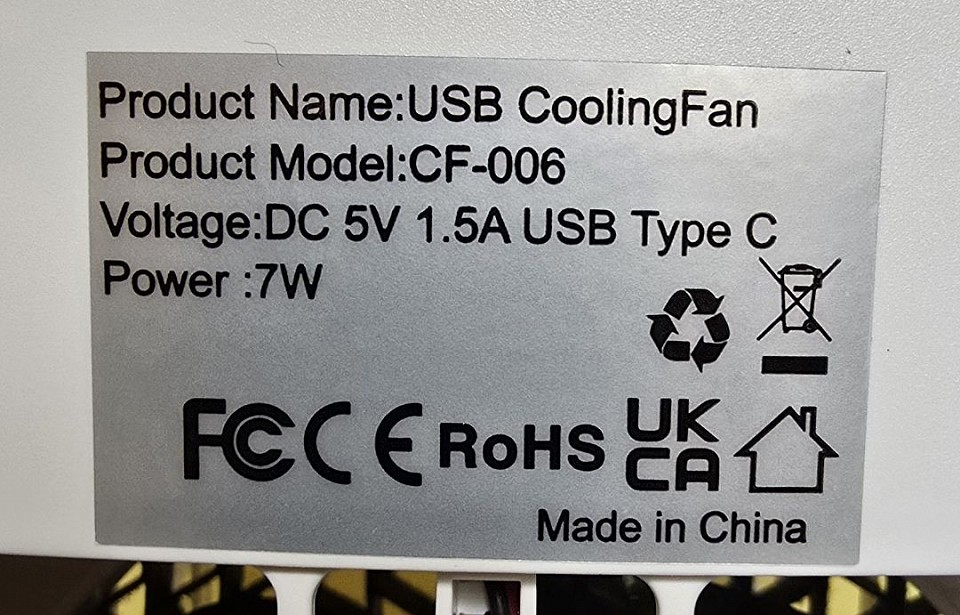 Product Name:USB CoolingFan
Product Model:CF-006
Voltage:DC 5V 1.5A USB Type C
Power :7W
FC CE RoHS UK
CA
Made in China